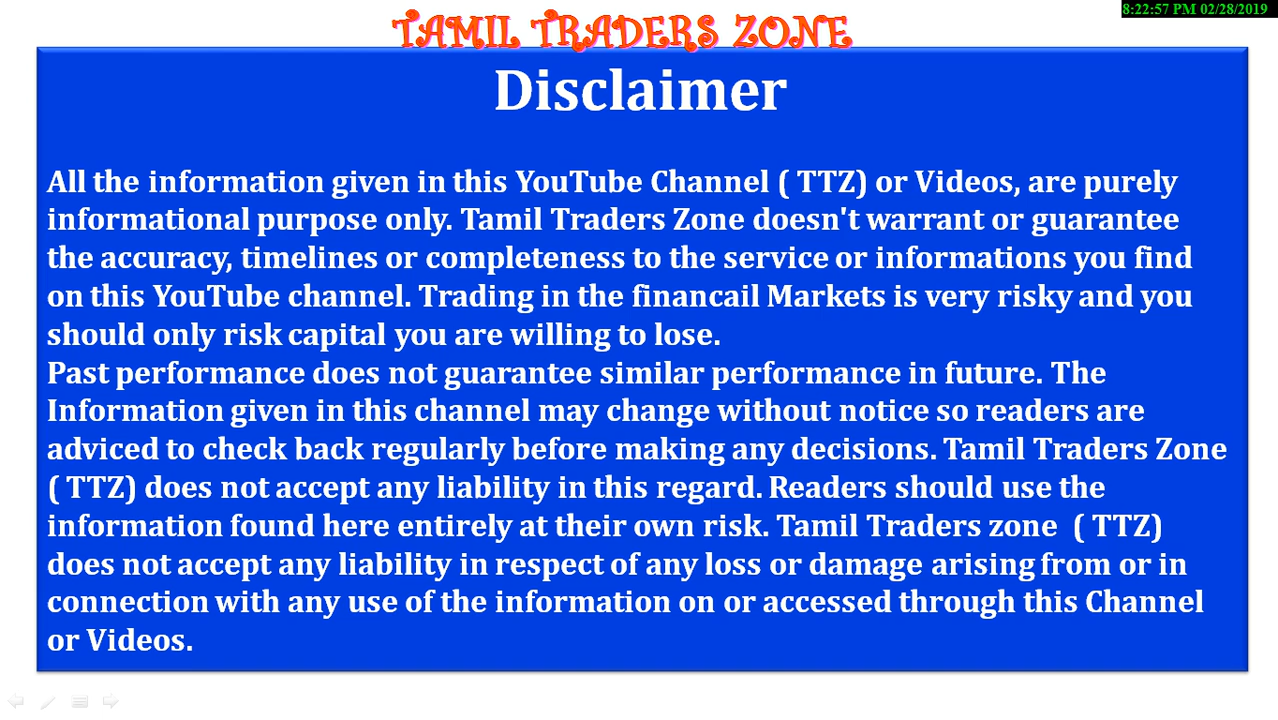 8:22:57 PM 02/28/2019
TAMIL TRADERS ZONE
Disclaimer
All the information given in this YouTube Channel ( TTZ) or Videos, are purely
informational purpose only. Tamil Traders Zone doesn't warrant or guarantee
the accuracy, timelines or completeness to the service or informations you find
on this YouTube channel. Trading in the financail Markets is very risky and you
should only risk capital you are willing to lose.
Past performance does not guarantee similar performance in future. The
Information given in this channel may change without notice so readers are
adviced to check back regularly before making any decisions. Tamil Traders Zone
( TTZ) does not accept any liability in this regard. Readers should use the
information found here entirely at their own risk. Tamil Traders zone  ( TTZ)
does not accept any liability in respect of any loss or damage arising from or in
connection with any use of the information on or accessed through this Channel
or Videos.